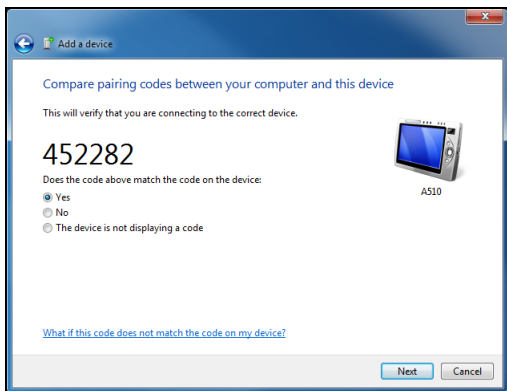 Add a device
Compare pairing codes between your computer and this device
This will verify that you are connecting to the correct device.
452282
Does the code above match the code on the device:
A510
Yes
No
The device is not displaying a code
What if this code does not match the code on my device?
Next
Cancel